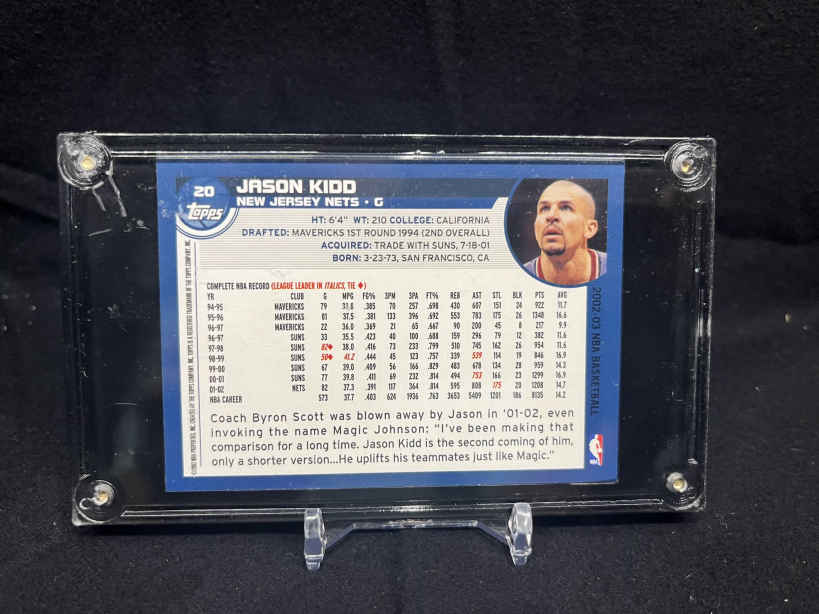 20
Topps
JASON KIDD
NEW JERSEY NETS • G
HT: 6'4" WT: 210 COLLEGE: CALIFORNIA
DRAFTED: MAVERICKS 1ST ROUND 1994 (2ND OVERALL)
ACQUIRED: TRADE WITH SUNS, 7-18-01
BORN: 3-23-73, SAN FRANCISCO, CA
COMPLETE NBA RECORD (LEAGUE LEADER IN ITALICS, TIE ♦)
YR CLUB G MPG FG% 3PM 3PA FT% REB AST STL BLK PTS AVG
94-95 MAVERICKS 79 33.8 .385 70 257 .698 430 607 151 24 922 11.7
95-96 MAVERICKS 81 37.5 .381 133 396 .692 553 783 175 26 1348 16.6
96-97 MAVERICKS 22 36.0 .369 21 65 .667 90 200 45 8 217 9.9
96-97 SUNS 33 35.5 .423 40 100 .688 159 296 79 12 382 11.6
97-98 SUNS 82♦ 38.0 .416 73 233 .799 510 745 162 26 954 11.6
98-99 SUNS 50♦ 41.2 .444 45 123 .757 339 539 114 19 846 16.9
99-00 SUNS 67 39.0 .409 56 166 .829 483 678 134 28 959 14.3
00-01 SUNS 77 39.8 .411 69 232 .814 494 753 166 23 1299 16.9
01-02 NETS 82 37.3 .391 117 364 .814 595 808 175 20 1208 14.7
NBA CAREER 573 37.7 .403 624 1936 .763 3653 5409 1201 186 8135 14.2
Coach Byron Scott was blown away by Jason in '01-02, even
invoking the name Magic Johnson: "I've been making that
comparison for a long time. Jason Kidd is the second coming of him,
only a shorter version...He uplifts his teammates just like Magic."
2002-03 NBA BASKETBALL
NBA